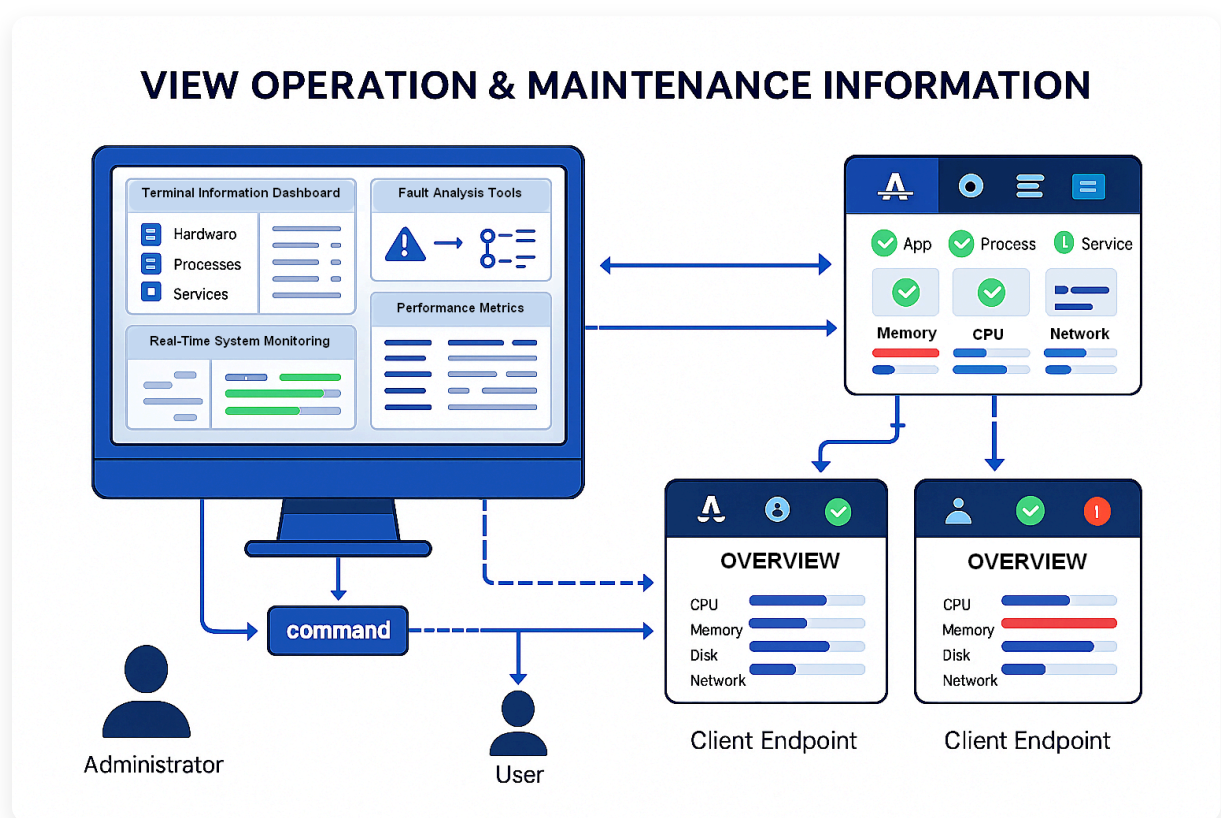 VIEW OPERATION & MAINTENANCE INFORMATION
Terminal Information Dashboard
Hardwaro
Processes
Services
Fault Analysis Tools
Real-Time System Monitoring
Performance Metrics
App Process Service
Memory CPU Network
command
Administrator
User
OVERVIEW
CPU
Memory
Disk
Network
Client Endpoint
OVERVIEW
CPU
Memory
Disk
Network
Client Endpoint